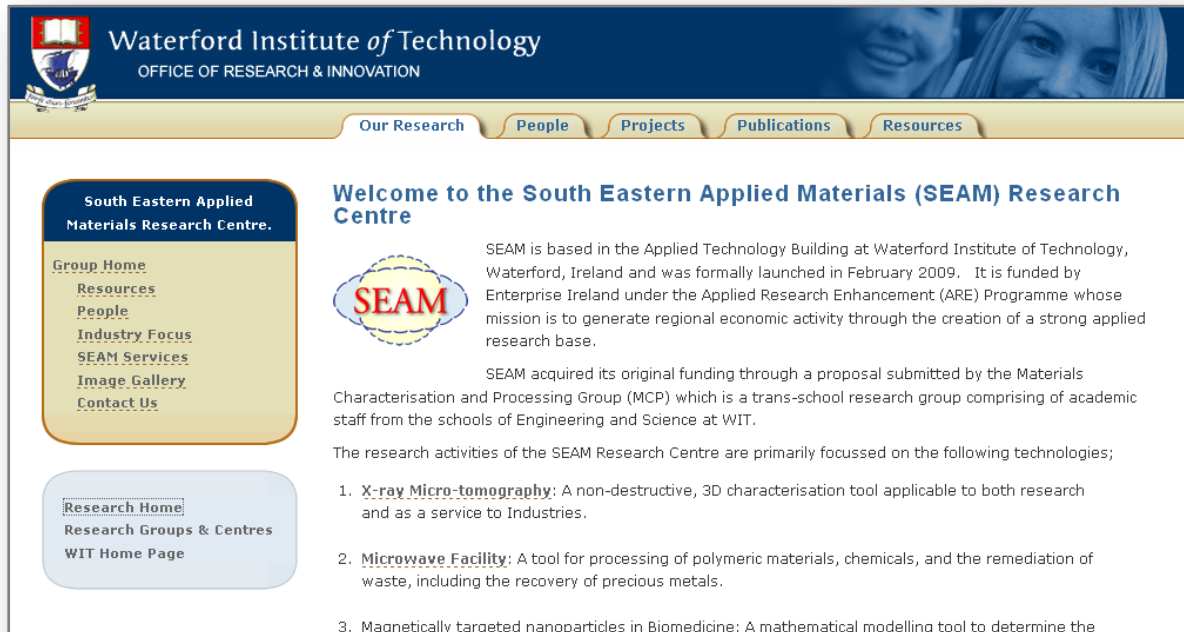 Waterford Institute of Technology
OFFICE OF RESEARCH & INNOVATION
Our Research
People
Projects
Publications
Resources
South Eastern Applied
Materials Research Centre.
Group Home
Resources
People
Industry Focus
SEAM Services
Image Gallery
Contact Us
Research Home
Research Groups & Centres
WIT Home Page
Welcome to the South Eastern Applied Materials (SEAM) Research
Centre
SEAM
SEAM is based in the Applied Technology Building at Waterford Institute of Technology,
Waterford, Ireland and was formally launched in February 2009. It is funded by
Enterprise Ireland under the Applied Research Enhancement (ARE) Programme whose
mission is to generate regional economic activity through the creation of a strong applied
research base.
SEAM acquired its original funding through a proposal submitted by the Materials
Characterisation and Processing Group (MCP) which is a trans-school research group comprising of academic
staff from the schools of Engineering and Science at WIT.
The research activities of the SEAM Research Centre are primarily focussed on the following technologies;
1. X-ray Micro-tomography: A non-destructive, 3D characterisation tool applicable to both research
and as a service to Industries.
2. Microwave Facility: A tool for processing of polymeric materials, chemicals, and the remediation of
waste, including the recovery of precious metals.
3. Magnetically targeted nanoparticles in Biomedicine: A mathematical modelling tool to determine the